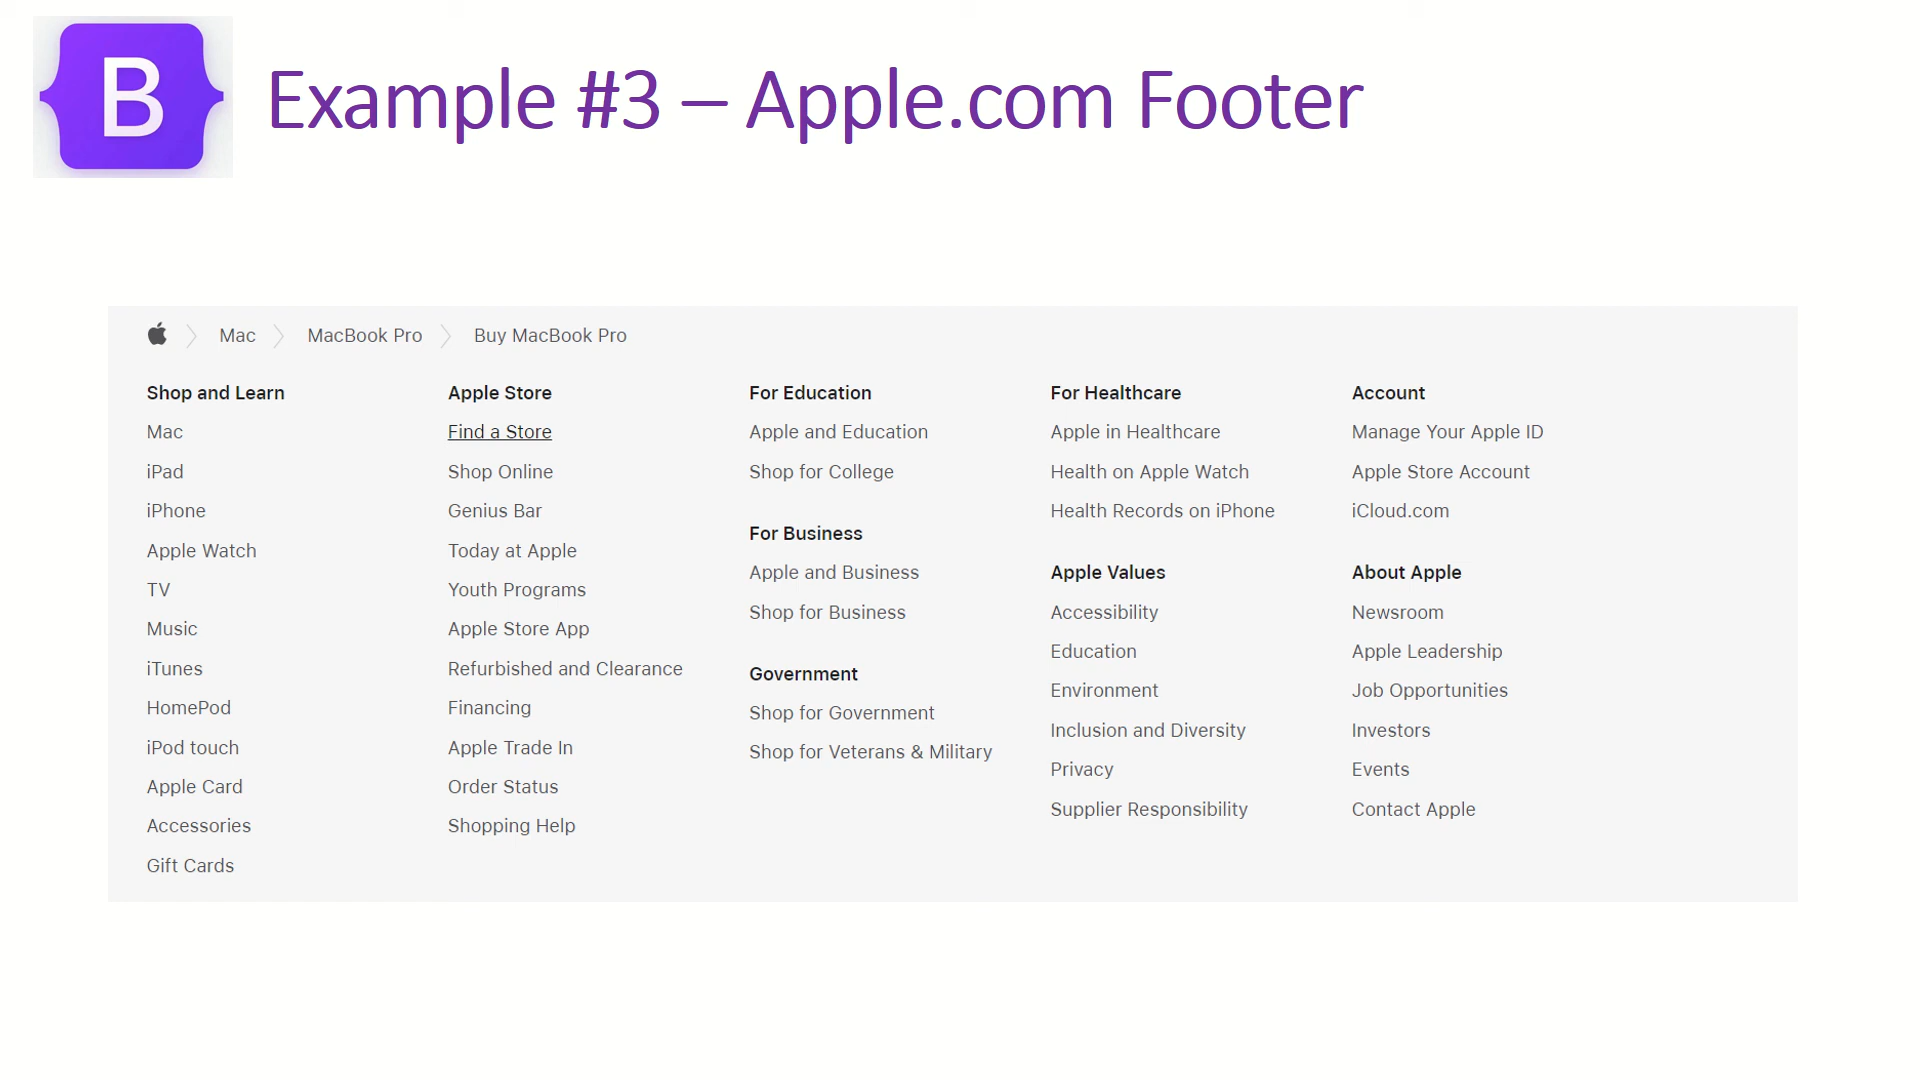 B
Example #3 – Apple.com Footer
Mac
MacBook Pro
Buy MacBook Pro
Shop and Learn
Mac
iPad
iPhone
Apple Watch
TV
Music
iTunes
HomePod
iPod touch
Apple Card
Accessories
Gift Cards
Apple Store
Find a Store
Shop Online
Genius Bar
Today at Apple
Youth Programs
Apple Store App
Refurbished and Clearance
Financing
Apple Trade In
Order Status
Shopping Help
For Education
Apple and Education
Shop for College
For Business
Apple and Business
Shop for Business
Government
Shop for Government
Shop for Veterans & Military
For Healthcare
Apple in Healthcare
Health on Apple Watch
Health Records on iPhone
Apple Values
Accessibility
Education
Environment
Inclusion and Diversity
Privacy
Supplier Responsibility
Account
Manage Your Apple ID
Apple Store Account
iCloud.com
About Apple
Newsroom
Apple Leadership
Job Opportunities
Investors
Events
Contact Apple